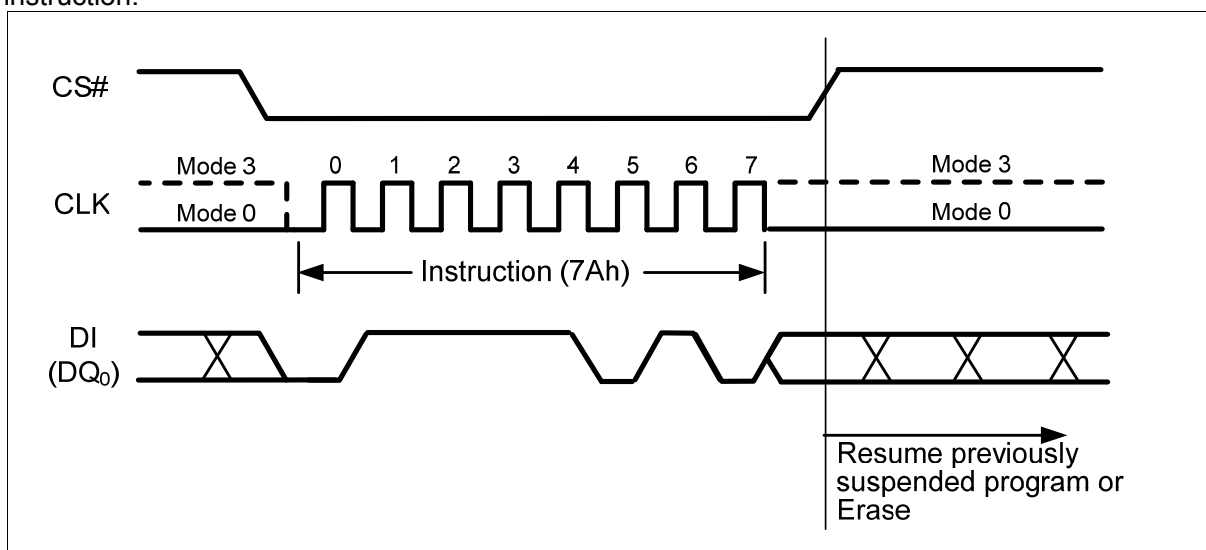 instruction.
CS#
Mode 3
0 1 2 3 4 5 6 7
Mode 3
CLK
Mode 0
Mode 0
Instruction (7Ah)
DI
(DQ₀)
Resume previously
suspended program or
Erase